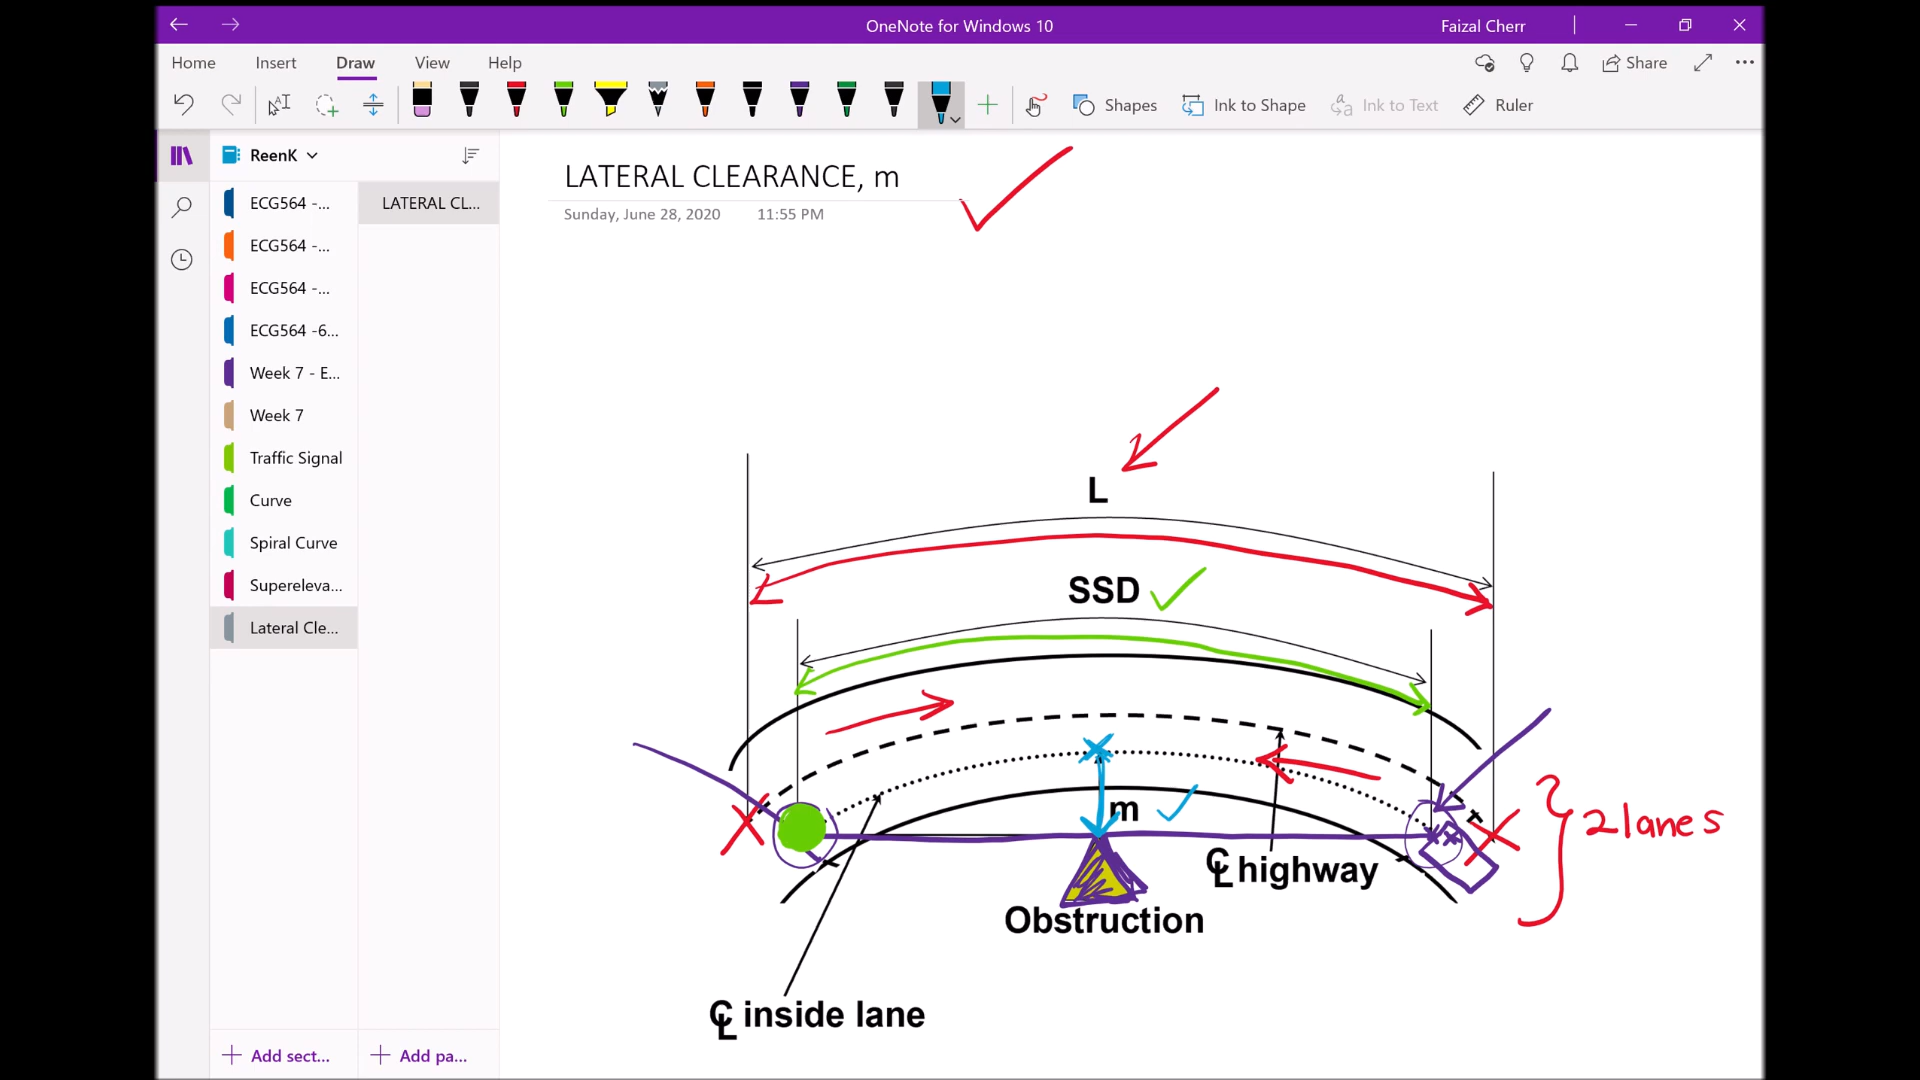 OneNote for Windows 10
Faizal Cherr
Home Insert Draw View Help
Share
Shapes Ink to Shape Ink to Text Ruler
ReenK
ECG564 -...
ECG564 -...
ECG564 -...
ECG564 -6...
Week 7 - E...
Week 7
Traffic Signal
Curve
Spiral Curve
Supereleva...
Lateral Cle...
Add sect...
LATERAL CL...
Add pa...
LATERAL CLEARANCE, m
Sunday, June 28, 2020 11:55 PM
L
SSD
m
2 lanes
℄ highway
Obstruction
℄ inside lane